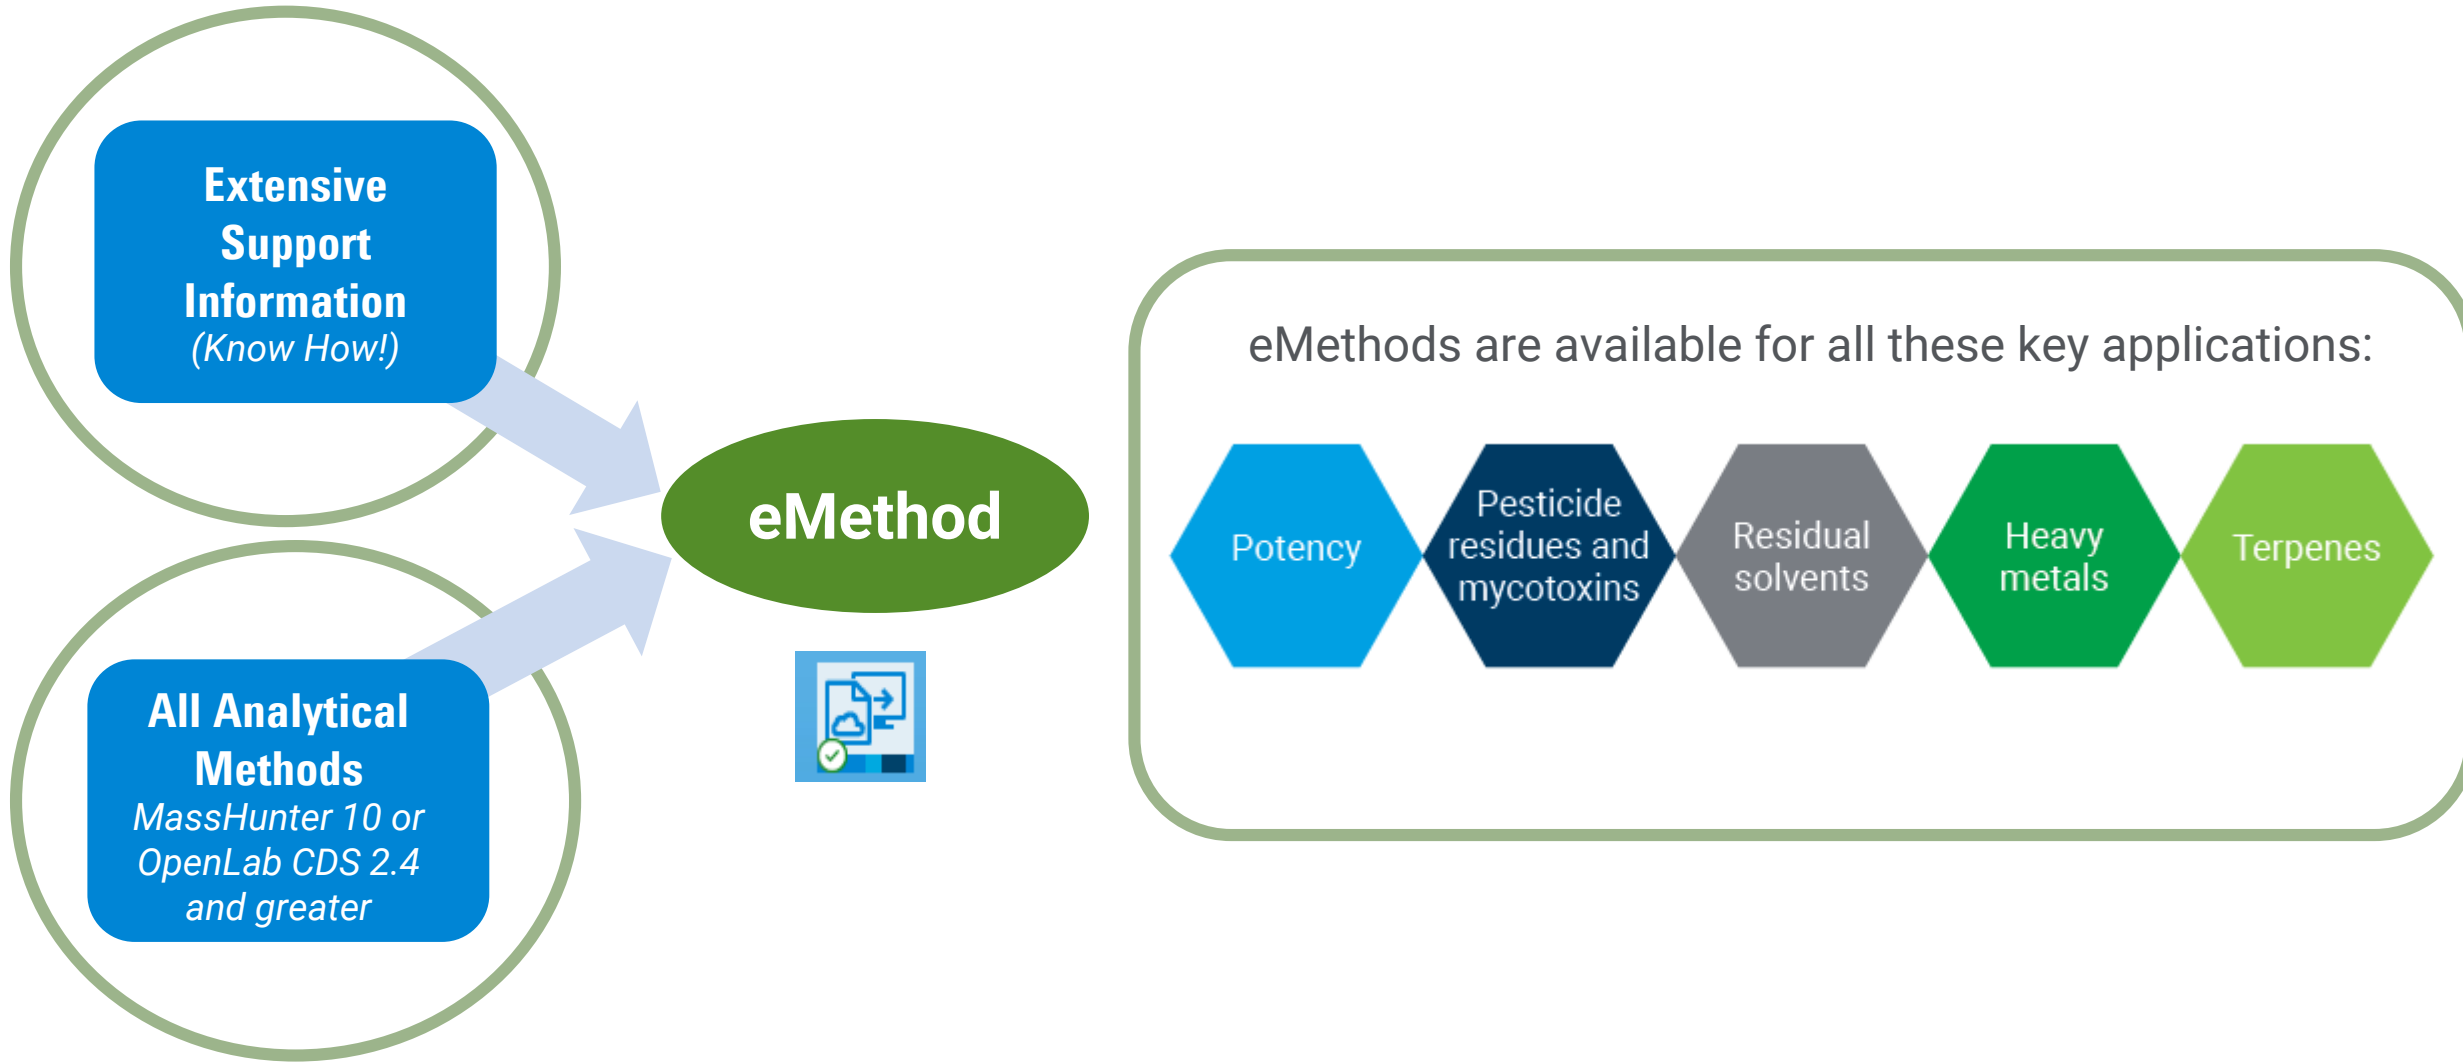 Extensive
Support
Information
(Know How!)
All Analytical
Methods
MassHunter 10 or
OpenLab CDS 2.4
and greater
eMethod
eMethods are available for all these key applications:
Potency
Pesticide
residues and
mycotoxins
Residual
solvents
Heavy
metals
Terpenes